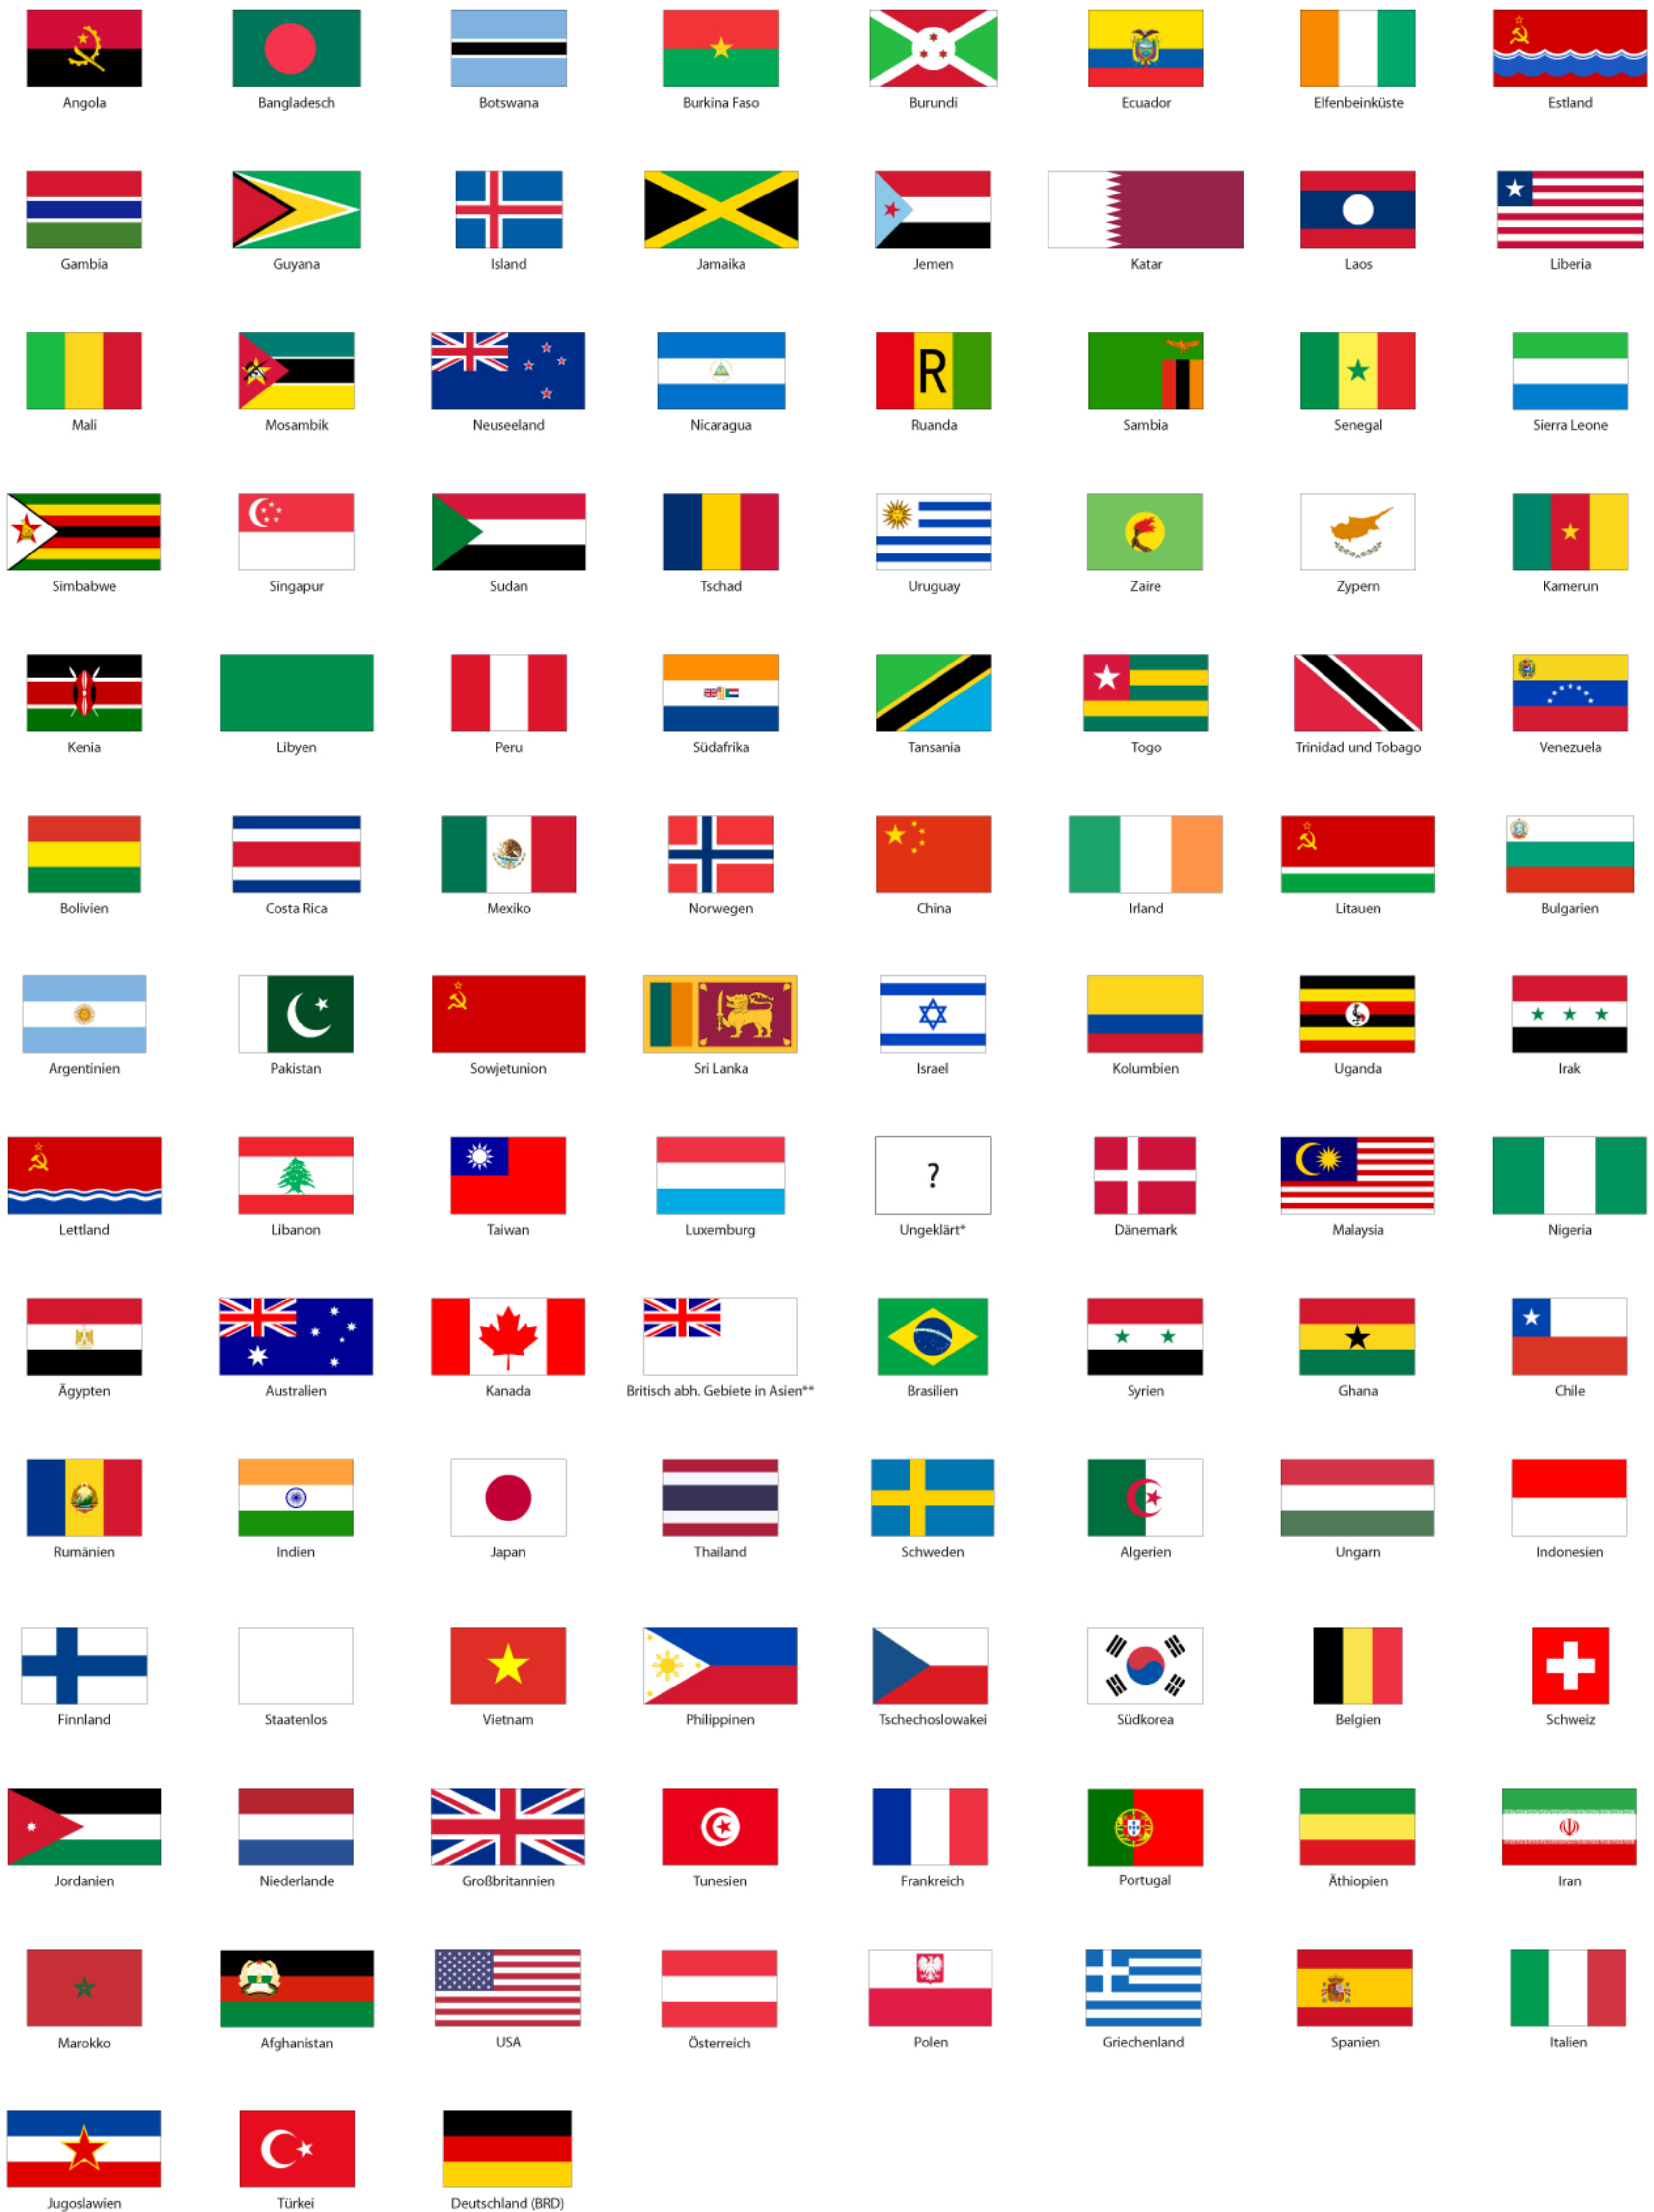 Angola Bangladesch Botswana Burkina Faso Burundi Ecuador Elfenbeinküste Estland
Gambia Guyana Island Jamaika Jemen Katar Laos Liberia
R
Mali Mosambik Neuseeland Nicaragua Ruanda Sambia Senegal Sierra Leone
Simbabwe Singapur Sudan Tschad Uruguay Zaire Zypern Kamerun
Kenia Libyen Peru Südafrika Tansania Togo Trinidad und Tobago Venezuela
Bolivien Costa Rica Mexiko Norwegen China Irland Litauen Bulgarien
Argentinien Pakistan Sowjetunion Sri Lanka Israel Kolumbien Uganda Irak
?
Lettland Libanon Taiwan Luxemburg Ungeklärt* Dänemark Malaysia Nigeria
Ägypten Australien Kanada Britisch abh. Gebiete in Asien** Brasilien Syrien Ghana Chile
Rumänien Indien Japan Thailand Schweden Algerien Ungarn Indonesien
Finnland Staatenlos Vietnam Philippinen Tschechoslowakei Südkorea Belgien Schweiz
Jordanien Niederlande Großbritannien Tunesien Frankreich Portugal Äthiopien Iran
Marokko Afghanistan USA Österreich Polen Griechenland Spanien Italien
Jugoslawien Türkei Deutschland (BRD)